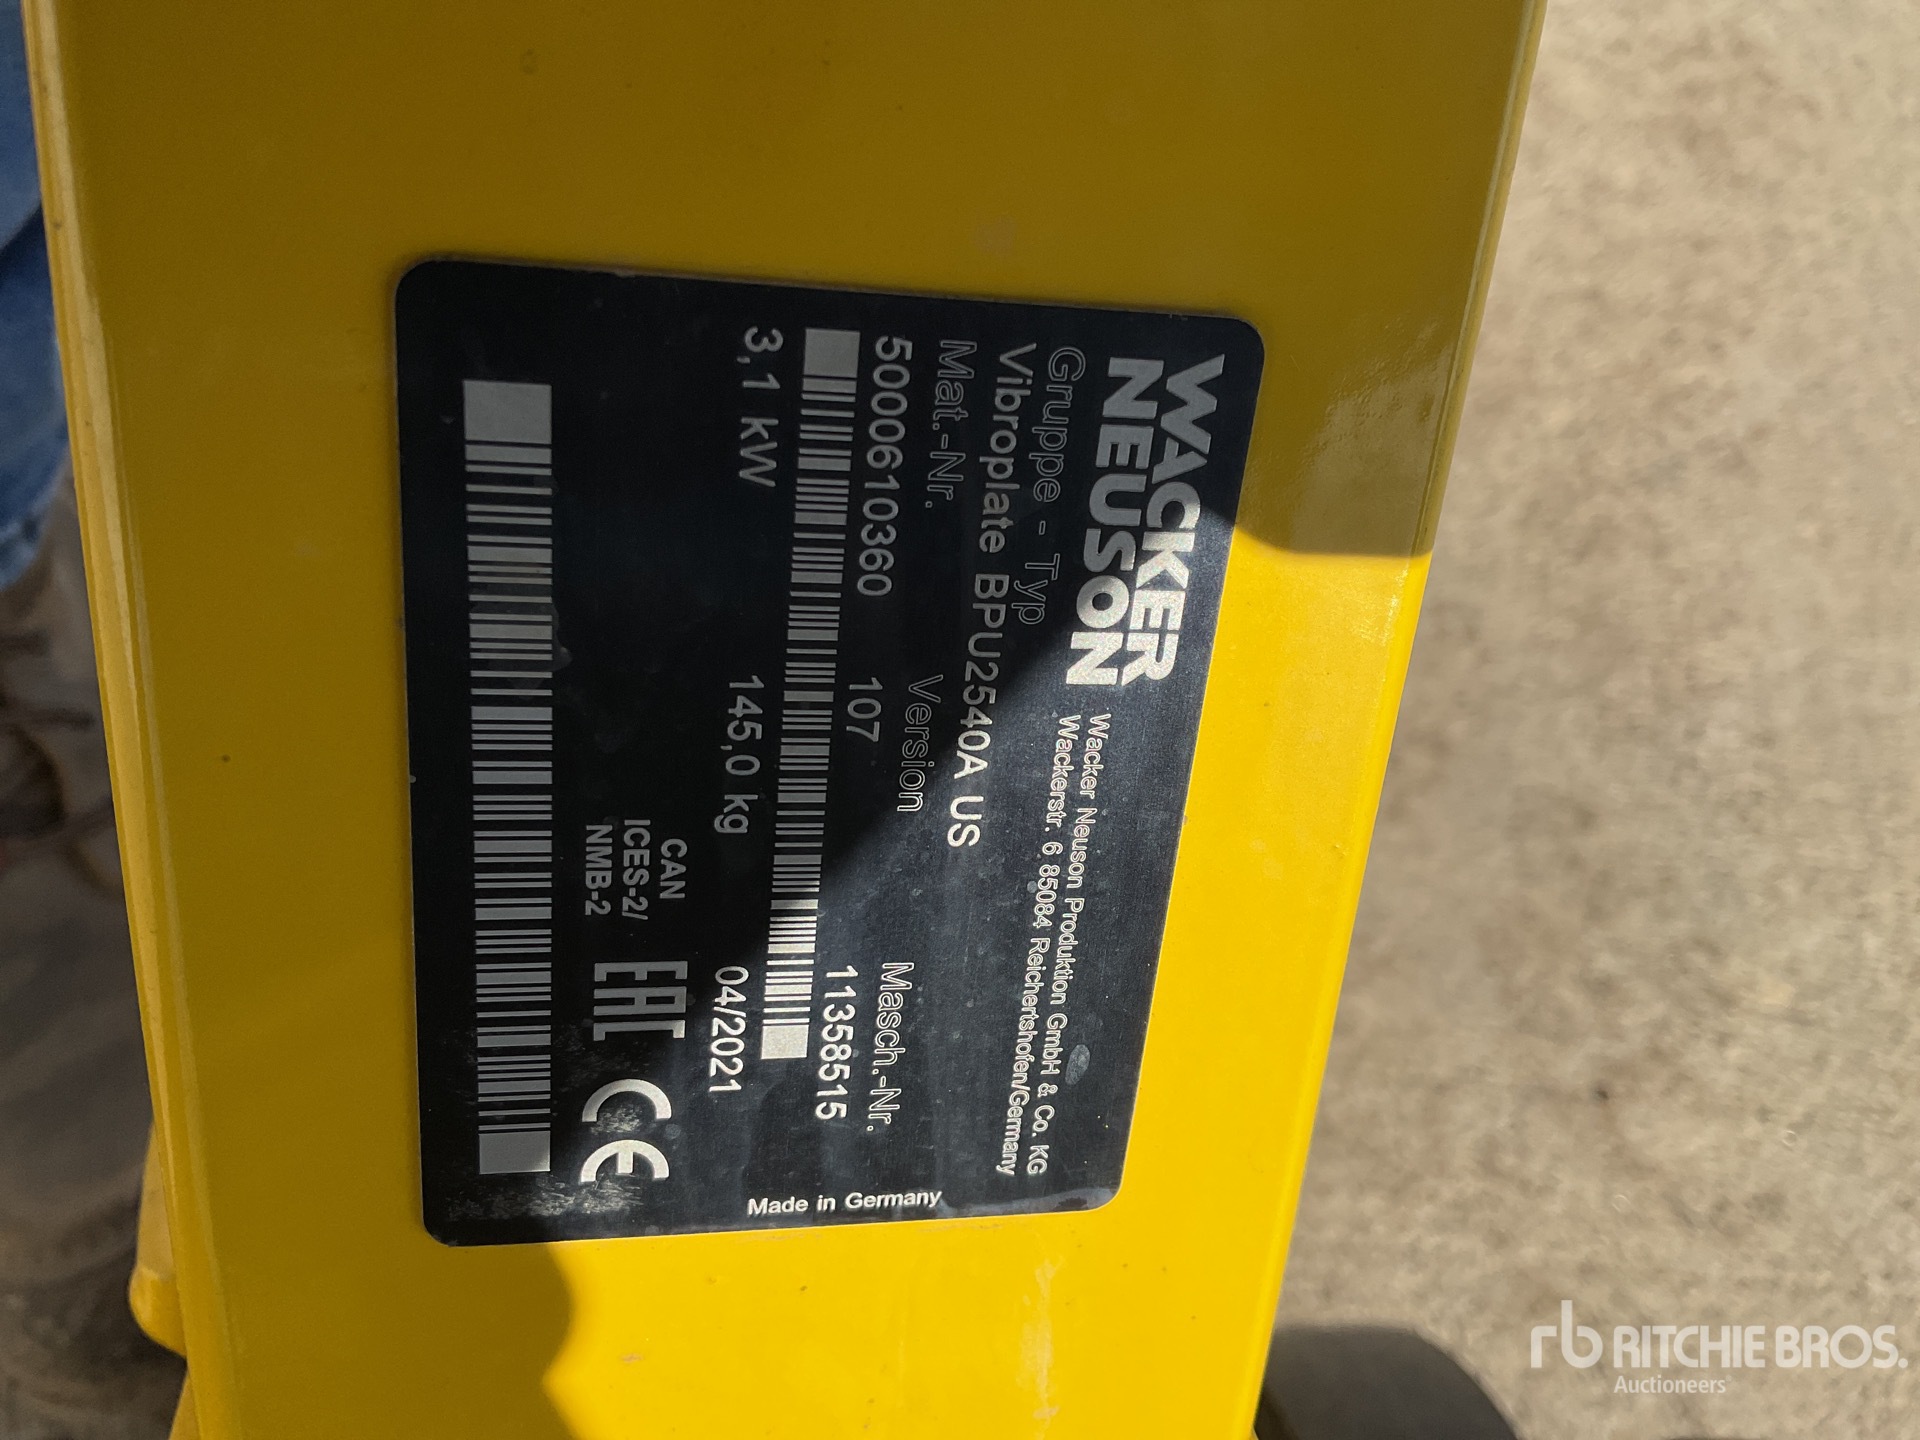 WACKER
NEUSON
Wacker Neuson Produktion GmbH & Co. KG
Wackerstr. 6 85084 Reichertshofen/Germany
Gruppe - Typ
Vibroplate BPU2540A US
Mat.-Nr. Version Masch.-Nr.
5000610360 107 11358515
3,1 kW 145,0 kg 04/2021
CAN
ICES-2/
NMB-2
EAC
CE
Made in Germany
rb RITCHIE BROS.
Auctioneers